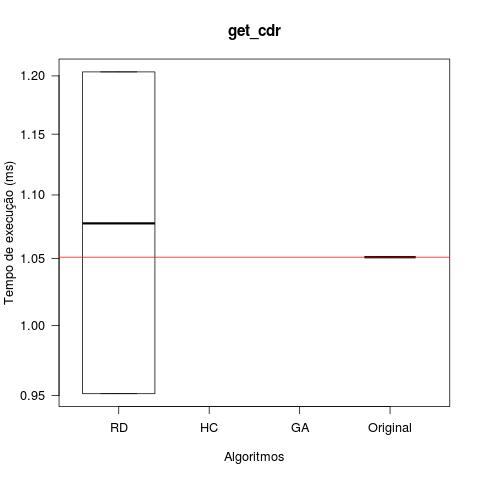 get_cdr
Tempo de execução (ms)
1.20
1.15
1.10
1.05
1.00
0.95
RD HC GA Original
Algoritmos